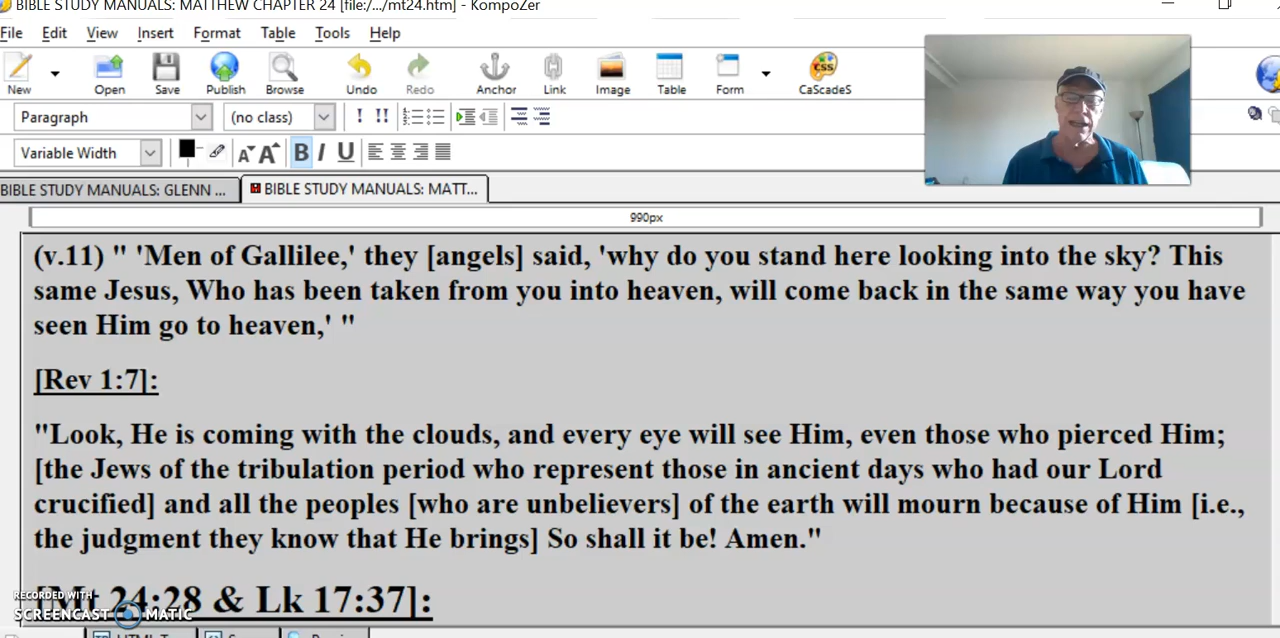 BIBLE STUDY MANUALS: MATTHEW CHAPTER 24 [file:/.../mt24.htm] - KompoZer
File Edit View Insert Format Table Tools Help
New Open Save Publish Browse Undo Redo Anchor Link Image Table Form CaScadeS
Paragraph (no class) ! !!
Variable Width A A B I U
BIBLE STUDY MANUALS: GLENN ... BIBLE STUDY MANUALS: MATT...
990px
(v.11) " 'Men of Gallilee,' they [angels] said, 'why do you stand here looking into the sky? This
same Jesus, Who has been taken from you into heaven, will come back in the same way you have
seen Him go to heaven,' "
[Rev 1:7]:
"Look, He is coming with the clouds, and every eye will see Him, even those who pierced Him;
[the Jews of the tribulation period who represent those in ancient days who had our Lord
crucified] and all the peoples [who are unbelievers] of the earth will mourn because of Him [i.e.,
the judgment they know that He brings] So shall it be! Amen."
[Mt 24:28 & Lk 17:37]:
RECORDED WITH
SCREENCAST MATIC